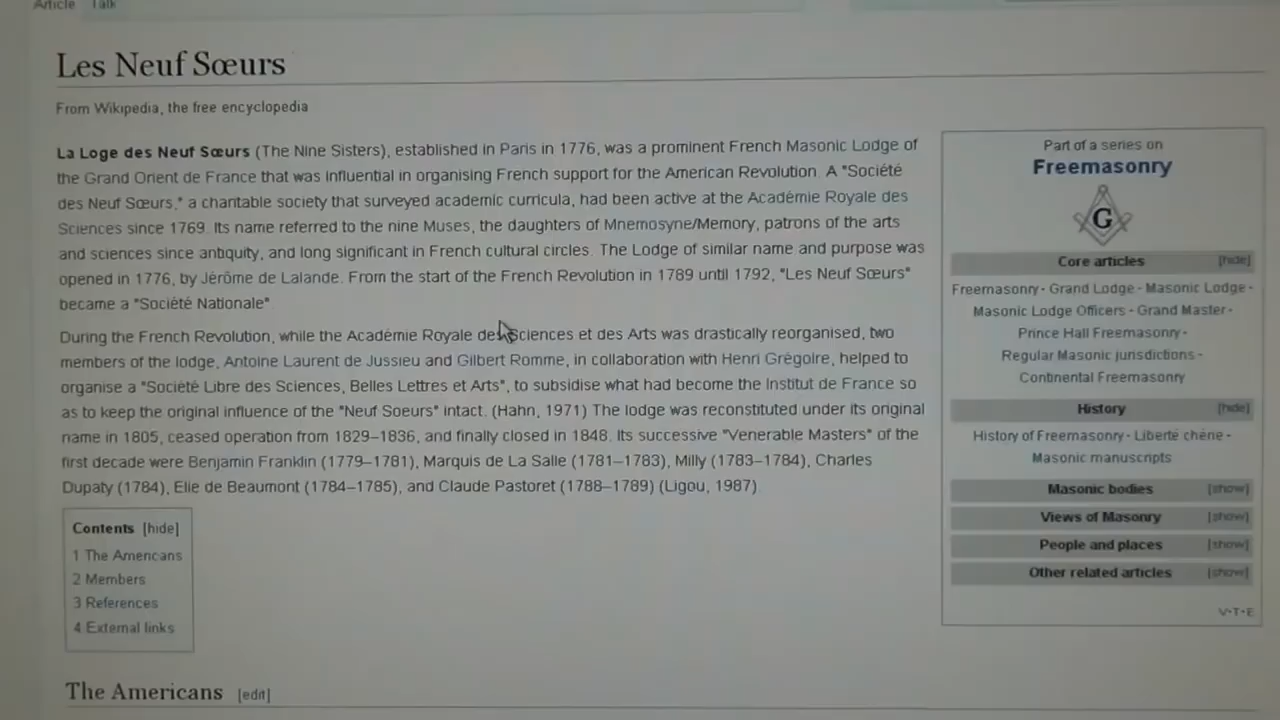 Article Talk
Les Neuf Sœurs
From Wikipedia, the free encyclopedia
La Loge des Neuf Sœurs (The Nine Sisters), established in Paris in 1776, was a prominent French Masonic Lodge of
the Grand Orient de France that was influential in organising French support for the American Revolution. A "Société
des Neuf Sœurs," a charitable society that surveyed academic curricula, had been active at the Académie Royale des
Sciences since 1769. Its name referred to the nine Muses, the daughters of Mnemosyne/Memory, patrons of the arts
and sciences since antiquity, and long significant in French cultural circles. The Lodge of similar name and purpose was
opened in 1776, by Jérôme de Lalande. From the start of the French Revolution in 1789 until 1792, "Les Neuf Sœurs"
became a "Société Nationale".
During the French Revolution, while the Académie Royale des Sciences et des Arts was drastically reorganised, two
members of the lodge, Antoine Laurent de Jussieu and Gilbert Romme, in collaboration with Henri Grégoire, helped to
organise a "Société Libre des Sciences, Belles Lettres et Arts", to subsidise what had become the Institut de France so
as to keep the original influence of the "Neuf Soeurs" intact. (Hahn, 1971) The lodge was reconstituted under its original
name in 1805, ceased operation from 1829–1836, and finally closed in 1848. Its successive "Venerable Masters" of the
first decade were Benjamin Franklin (1779–1781), Marquis de La Salle (1781–1783), Milly (1783–1784), Charles
Dupaty (1784), Elie de Beaumont (1784–1785), and Claude Pastoret (1788–1789) (Ligou, 1987)
Contents [hide]
1 The Americans
2 Members
3 References
4 External links
The Americans [edit]
Part of a series on
Freemasonry
G
Core articles [hide]
Freemasonry · Grand Lodge · Masonic Lodge ·
Masonic Lodge Officers · Grand Master ·
Prince Hall Freemasonry ·
Regular Masonic jurisdictions ·
Continental Freemasonry
History [hide]
History of Freemasonry · Liberté chérie ·
Masonic manuscripts
Masonic bodies [show]
Views of Masonry [show]
People and places [show]
Other related articles [show]
V·T·E